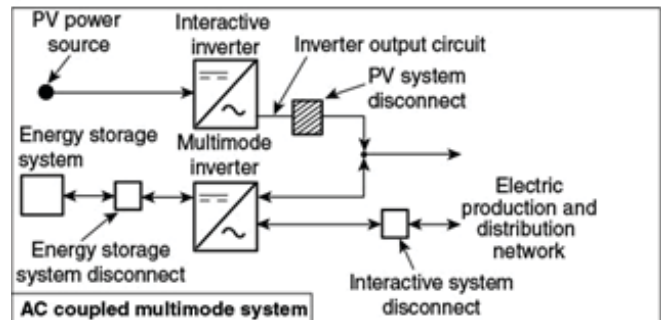 PV power
source
Interactive
inverter
Inverter output circuit
PV system
disconnect
Energy storage
system
Multimode
inverter
Electric
production and
distribution
network
Energy storage
system disconnect
Interactive system
disconnect
AC coupled multimode system